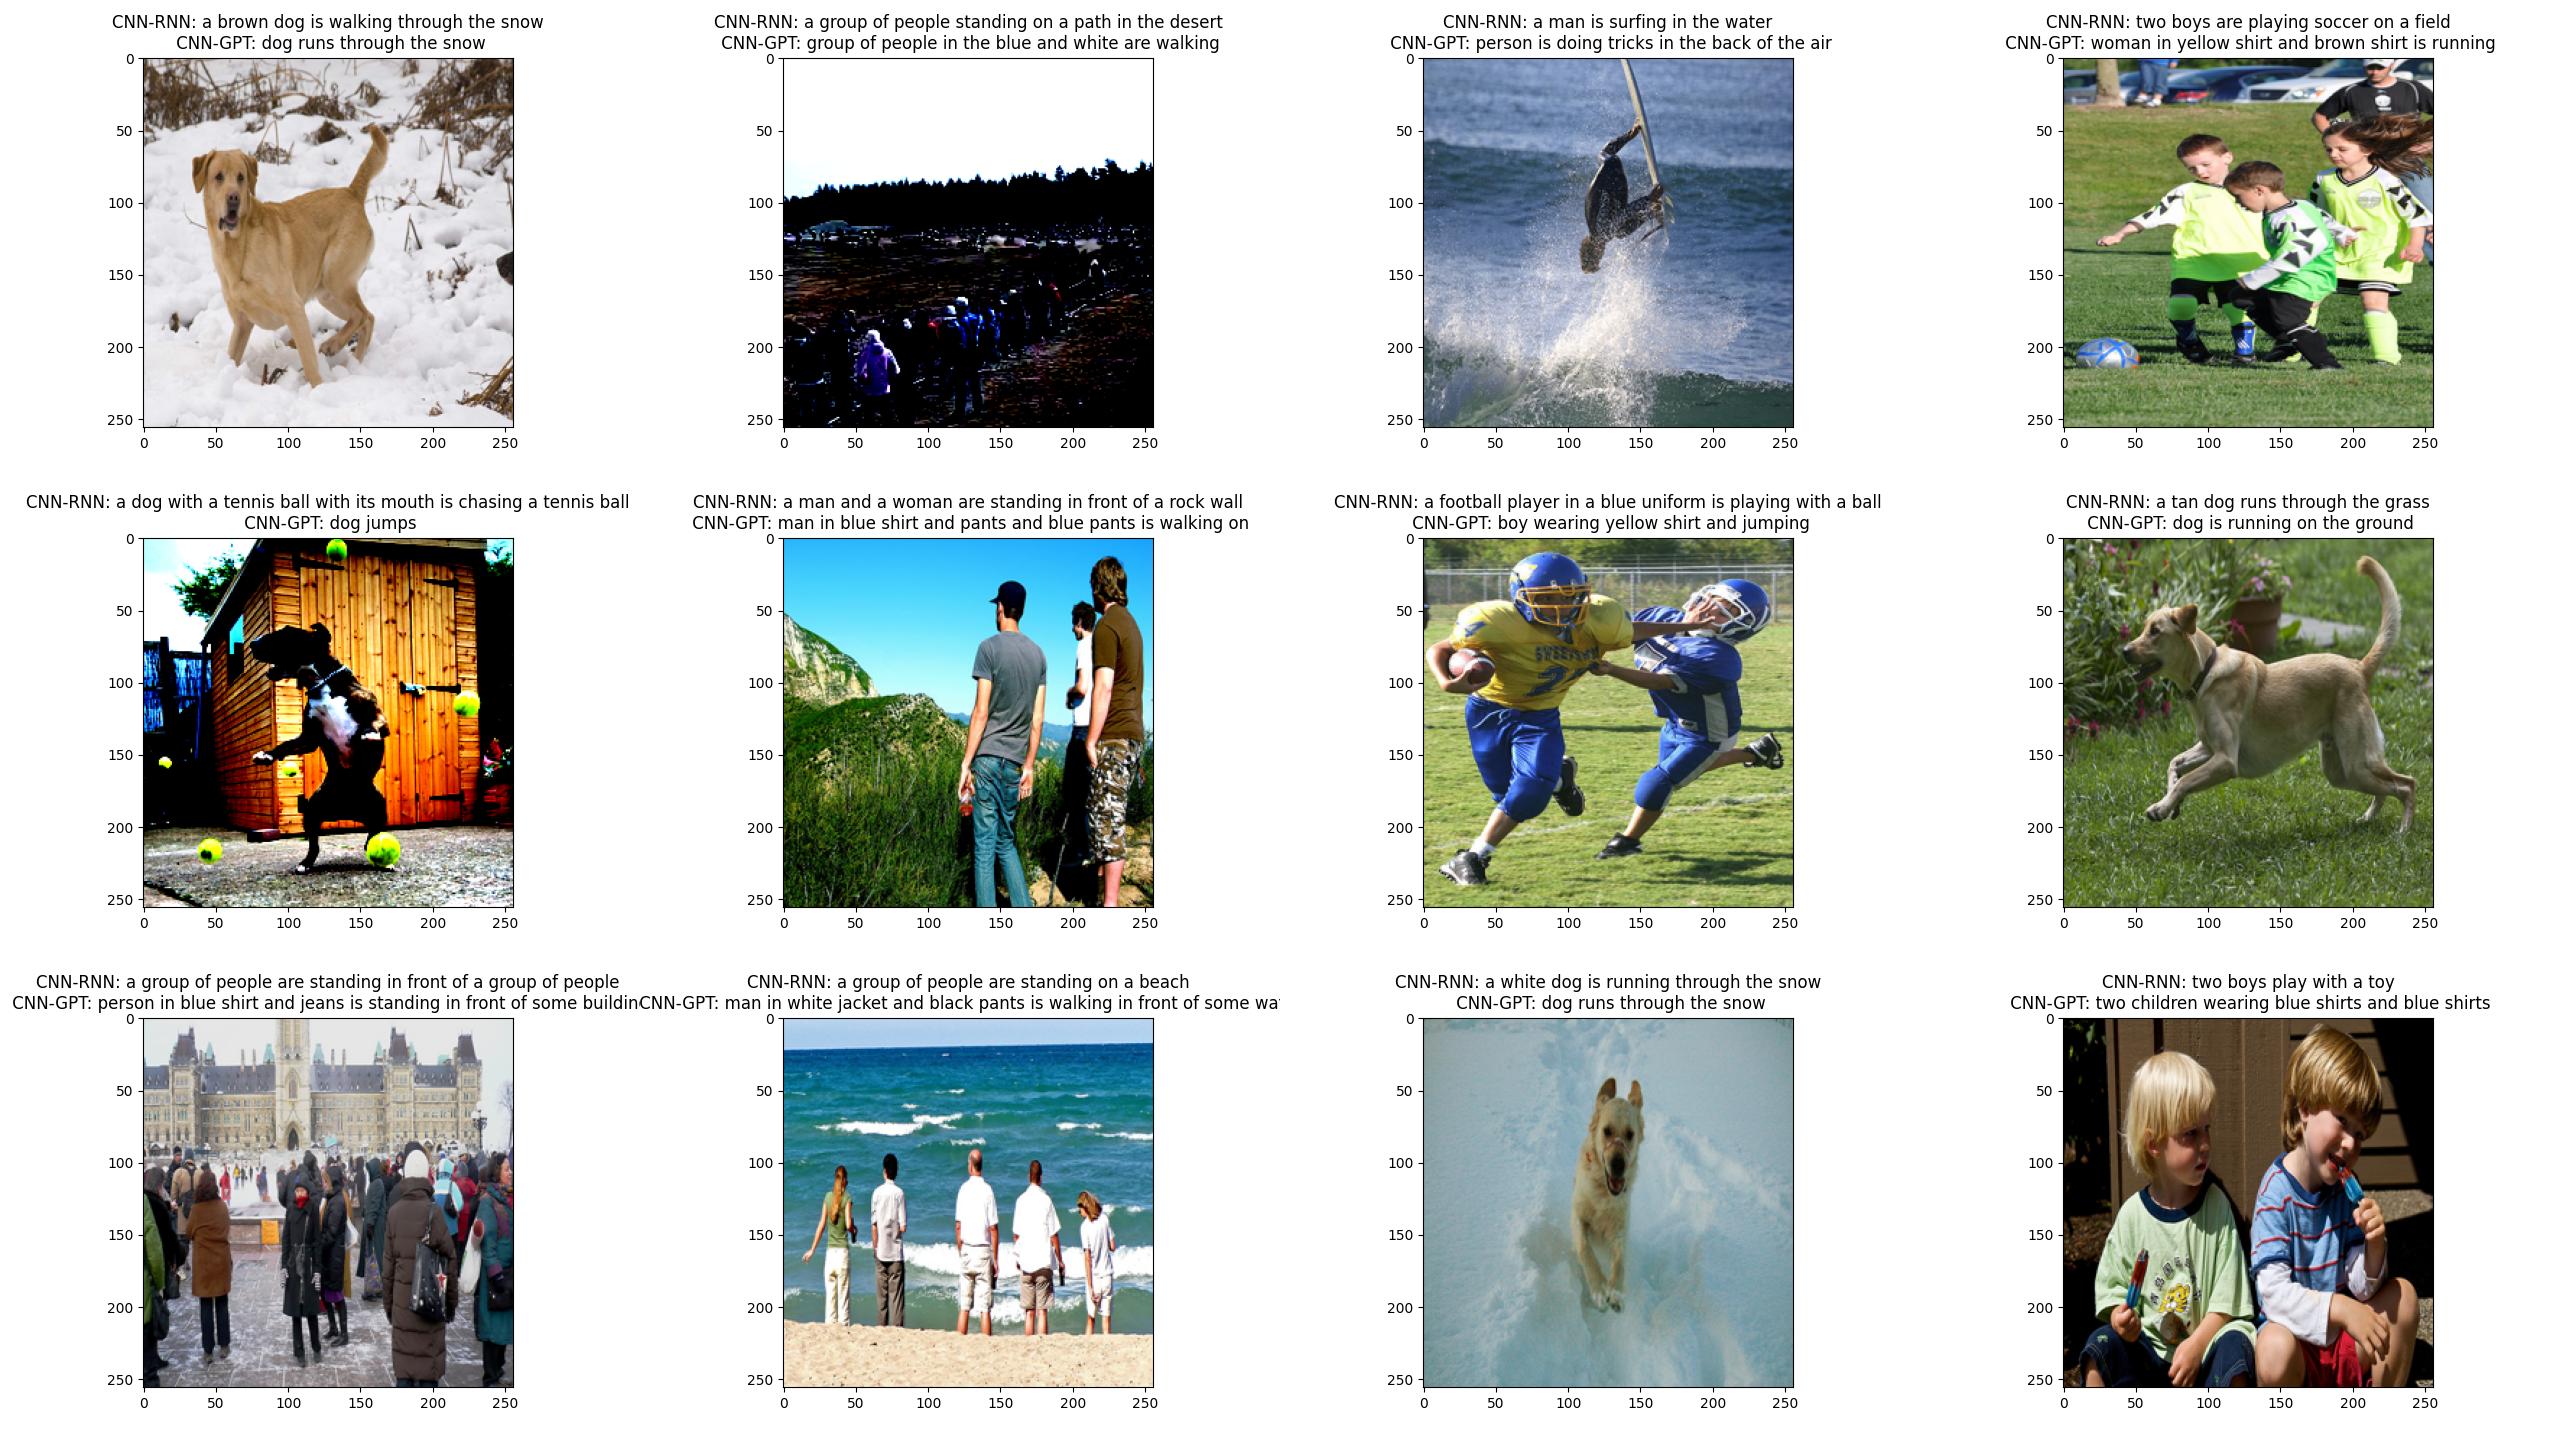 CNN-RNN: a brown dog is walking through the snow
CNN-GPT: dog runs through the snow
0
50
100
150
200
250
0 50 100 150 200 250
CNN-RNN: a group of people standing on a path in the desert
CNN-GPT: group of people in the blue and white are walking
0
50
100
150
200
250
0 50 100 150 200 250
CNN-RNN: a man is surfing in the water
CNN-GPT: person is doing tricks in the back of the air
0
50
100
150
200
250
0 50 100 150 200 250
CNN-RNN: two boys are playing soccer on a field
CNN-GPT: woman in yellow shirt and brown shirt is running
0
50
100
150
200
250
0 50 100 150 200 250
CNN-RNN: a dog with a tennis ball with its mouth is chasing a tennis ball
CNN-GPT: dog jumps
0
50
100
150
200
250
0 50 100 150 200 250
CNN-RNN: a man and a woman are standing in front of a rock wall
CNN-GPT: man in blue shirt and pants and blue pants is walking on
0
50
100
150
200
250
0 50 100 150 200 250
CNN-RNN: a football player in a blue uniform is playing with a ball
CNN-GPT: boy wearing yellow shirt and jumping
0
50
100
150
200
250
0 50 100 150 200 250
CNN-RNN: a tan dog runs through the grass
CNN-GPT: dog is running on the ground
0
50
100
150
200
250
0 50 100 150 200 250
CNN-RNN: a group of people are standing in front of a group of people
CNN-GPT: person in blue shirt and jeans is standing in front of some buildin
0
50
100
150
200
250
0 50 100 150 200 250
CNN-RNN: a group of people are standing on a beach
CNN-GPT: man in white jacket and black pants is walking in front of some wa
0
50
100
150
200
250
0 50 100 150 200 250
CNN-RNN: a white dog is running through the snow
CNN-GPT: dog runs through the snow
0
50
100
150
200
250
0 50 100 150 200 250
CNN-RNN: two boys play with a toy
CNN-GPT: two children wearing blue shirts and blue shirts
0
50
100
150
200
250
0 50 100 150 200 250